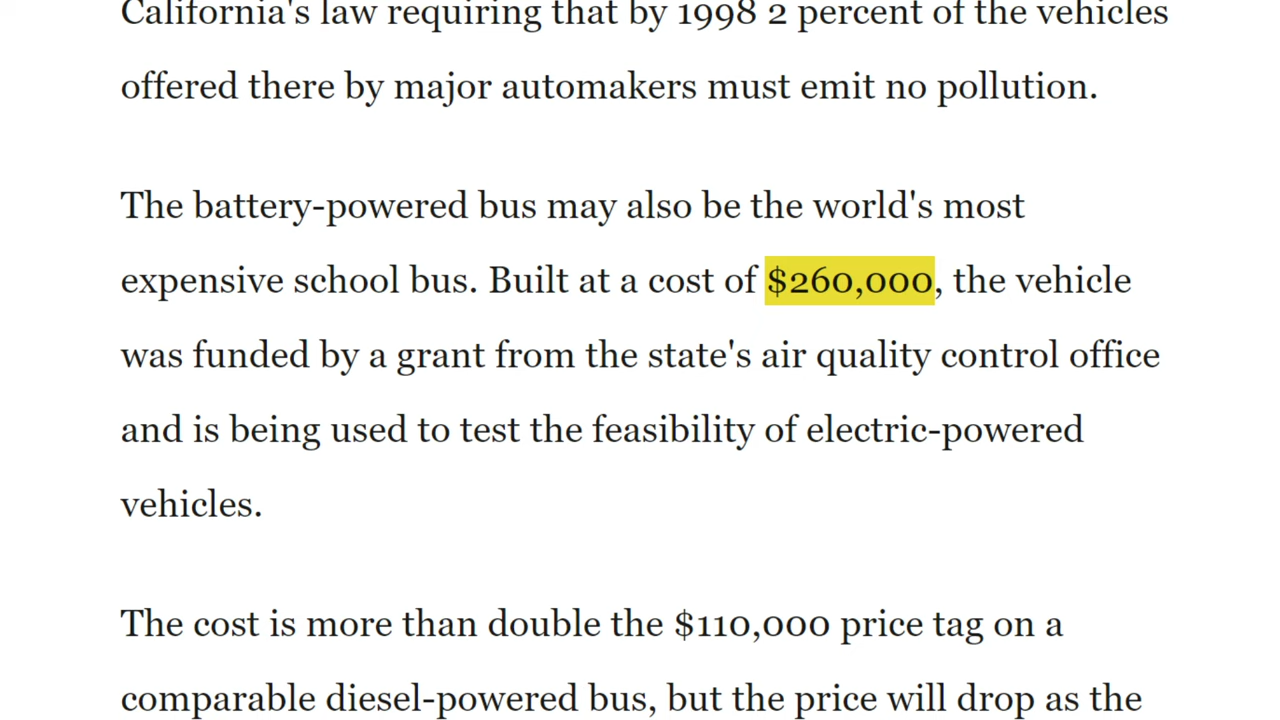 California's law requiring that by 1998 2 percent of the vehicles
offered there by major automakers must emit no pollution.
The battery-powered bus may also be the world's most
expensive school bus. Built at a cost of $260,000, the vehicle
was funded by a grant from the state's air quality control office
and is being used to test the feasibility of electric-powered
vehicles.
The cost is more than double the $110,000 price tag on a
comparable diesel-powered bus, but the price will drop as the